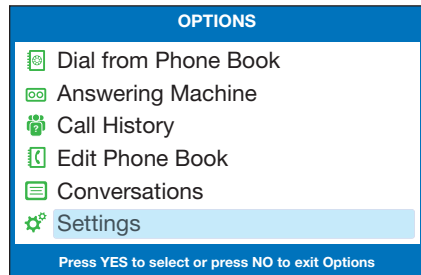 OPTIONS
Dial from Phone Book
Answering Machine
Call History
Edit Phone Book
Conversations
Settings
Press YES to select or press NO to exit Options